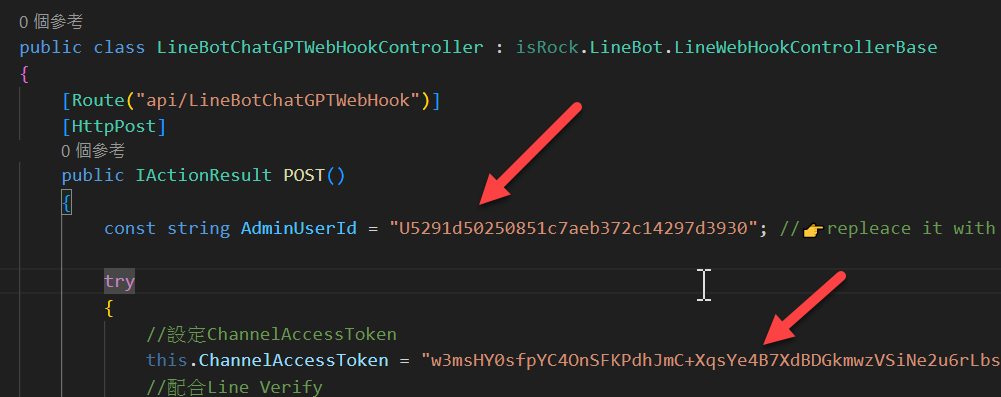 0 個參考
public class LineBotChatGPTWebHookController : isRock.LineBot.LineWebHookControllerBase
{
[Route("api/LineBotChatGPTWebHook")]
[HttpPost]
0 個參考
public IActionResult POST()
{
const string AdminUserId = "U5291d50250851c7aeb372c14297d3930"; //👉repleace it with
try
{
//設定ChannelAccessToken
this.ChannelAccessToken = "w3msHY0sfpYC4OnSFKPdhJmC+XqsYe4B7XdBDGkmwzVSiNe2u6rLbs
//配合Line Verify